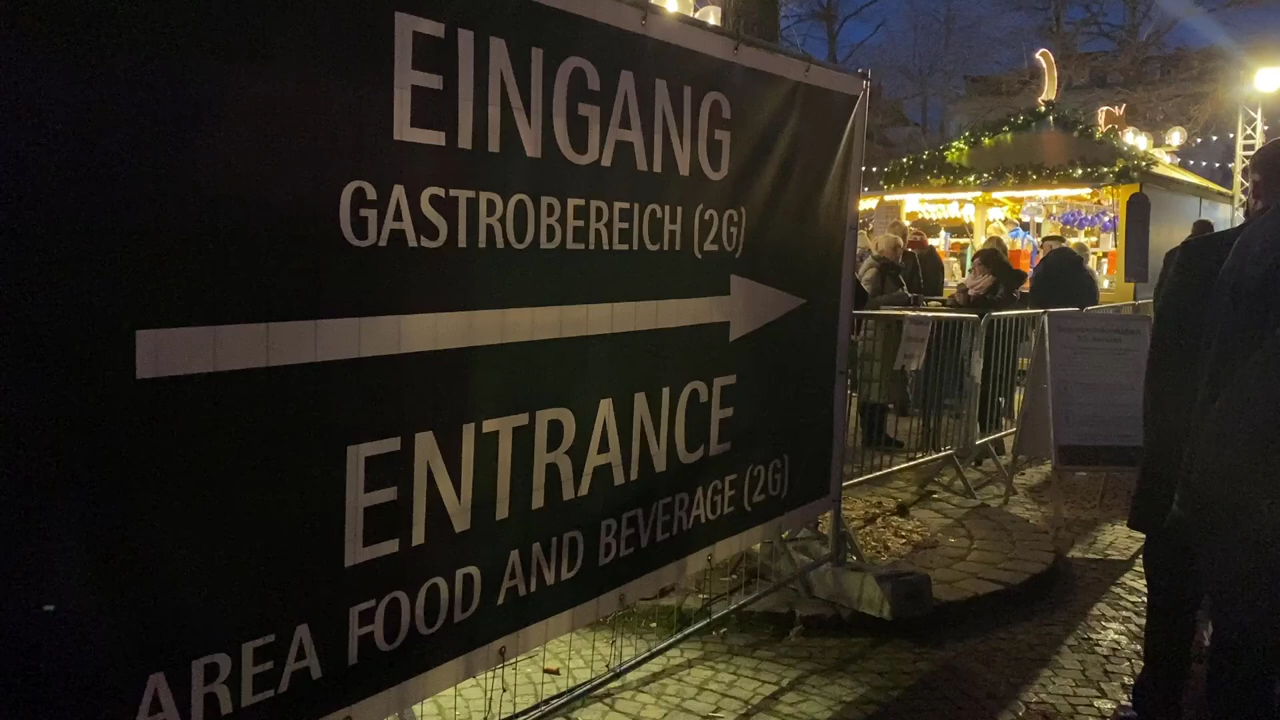 EINGANG
GASTROBEREICH (2G)
ENTRANCE
AREA FOOD AND BEVERAGE (2G)